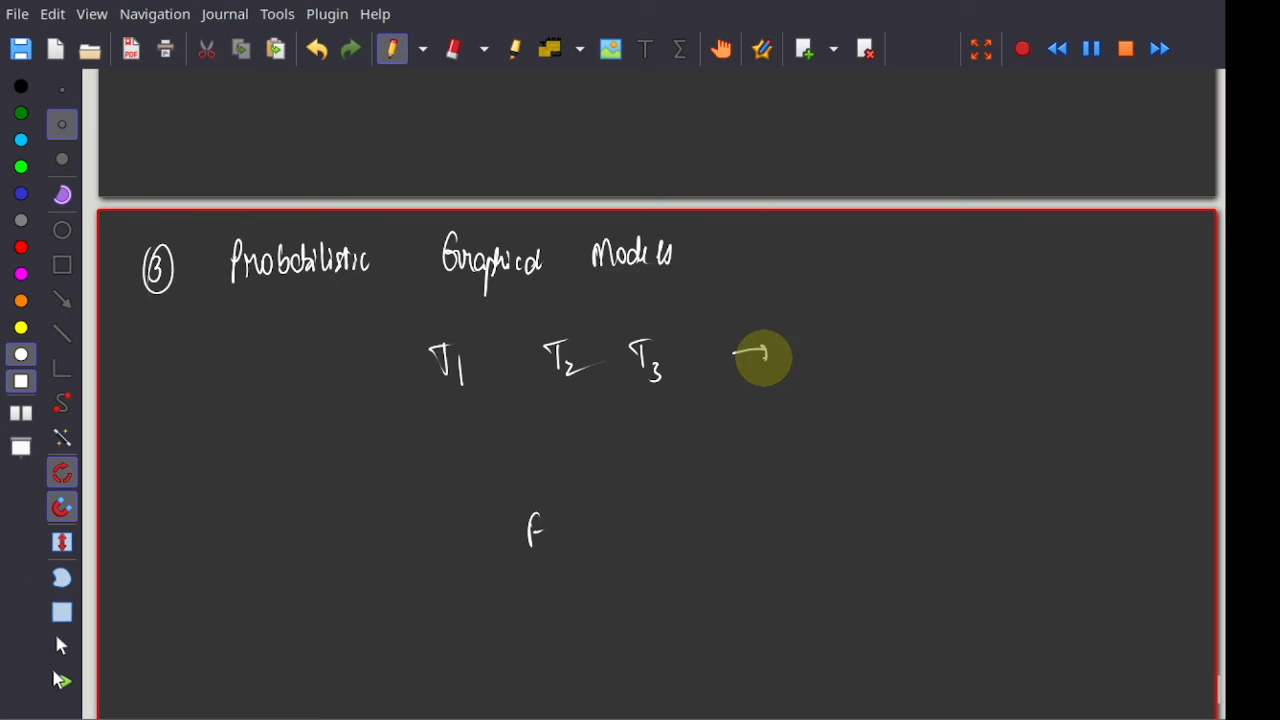 File Edit View Navigation Journal Tools Plugin Help
③ Probabilistic Graphical Models
T1 T2 T3
F